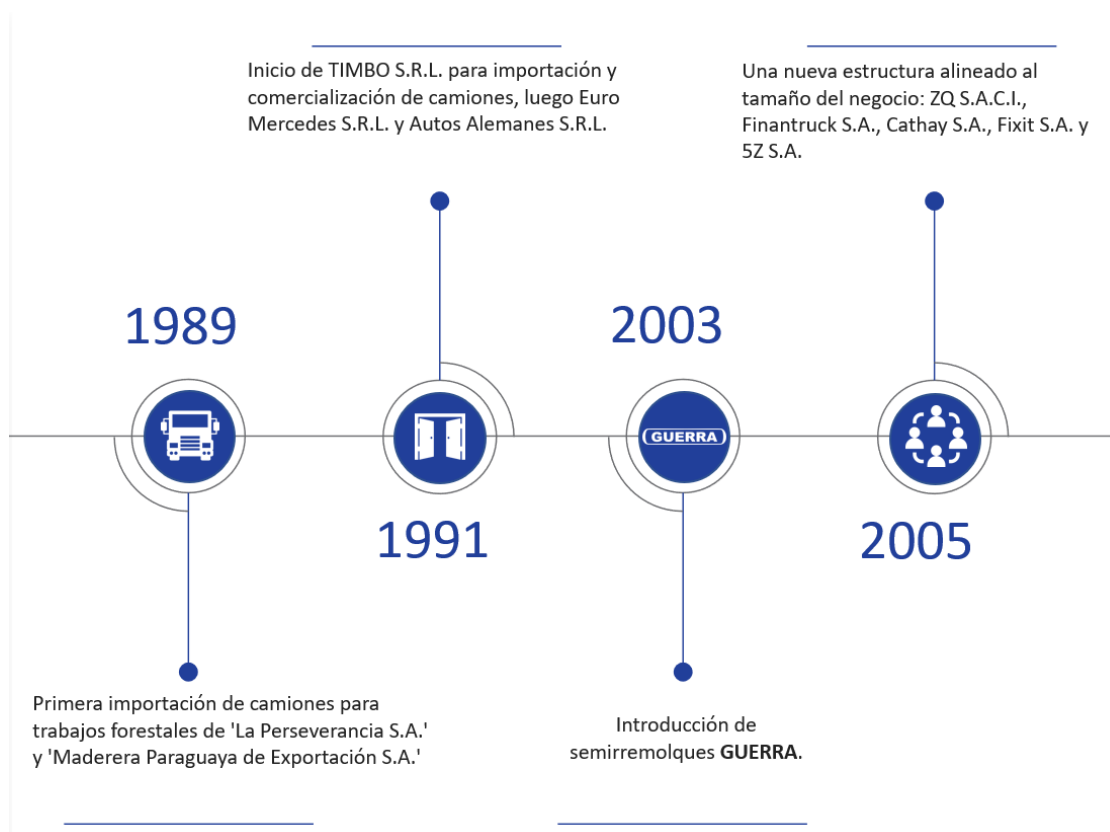 1989
Primera importación de camiones para
trabajos forestales de 'La Perseverancia S.A.'
y 'Maderera Paraguaya de Exportación S.A.'
Inicio de TIMBO S.R.L. para importación y
comercialización de camiones, luego Euro
Mercedes S.R.L. y Autos Alemanes S.R.L.
1991
2003
GUERRA
Introducción de
semirremolques GUERRA.
Una nueva estructura alineado al
tamaño del negocio: ZQ S.A.C.I.,
Finantruck S.A., Cathay S.A., Fixit S.A. y
5Z S.A.
2005